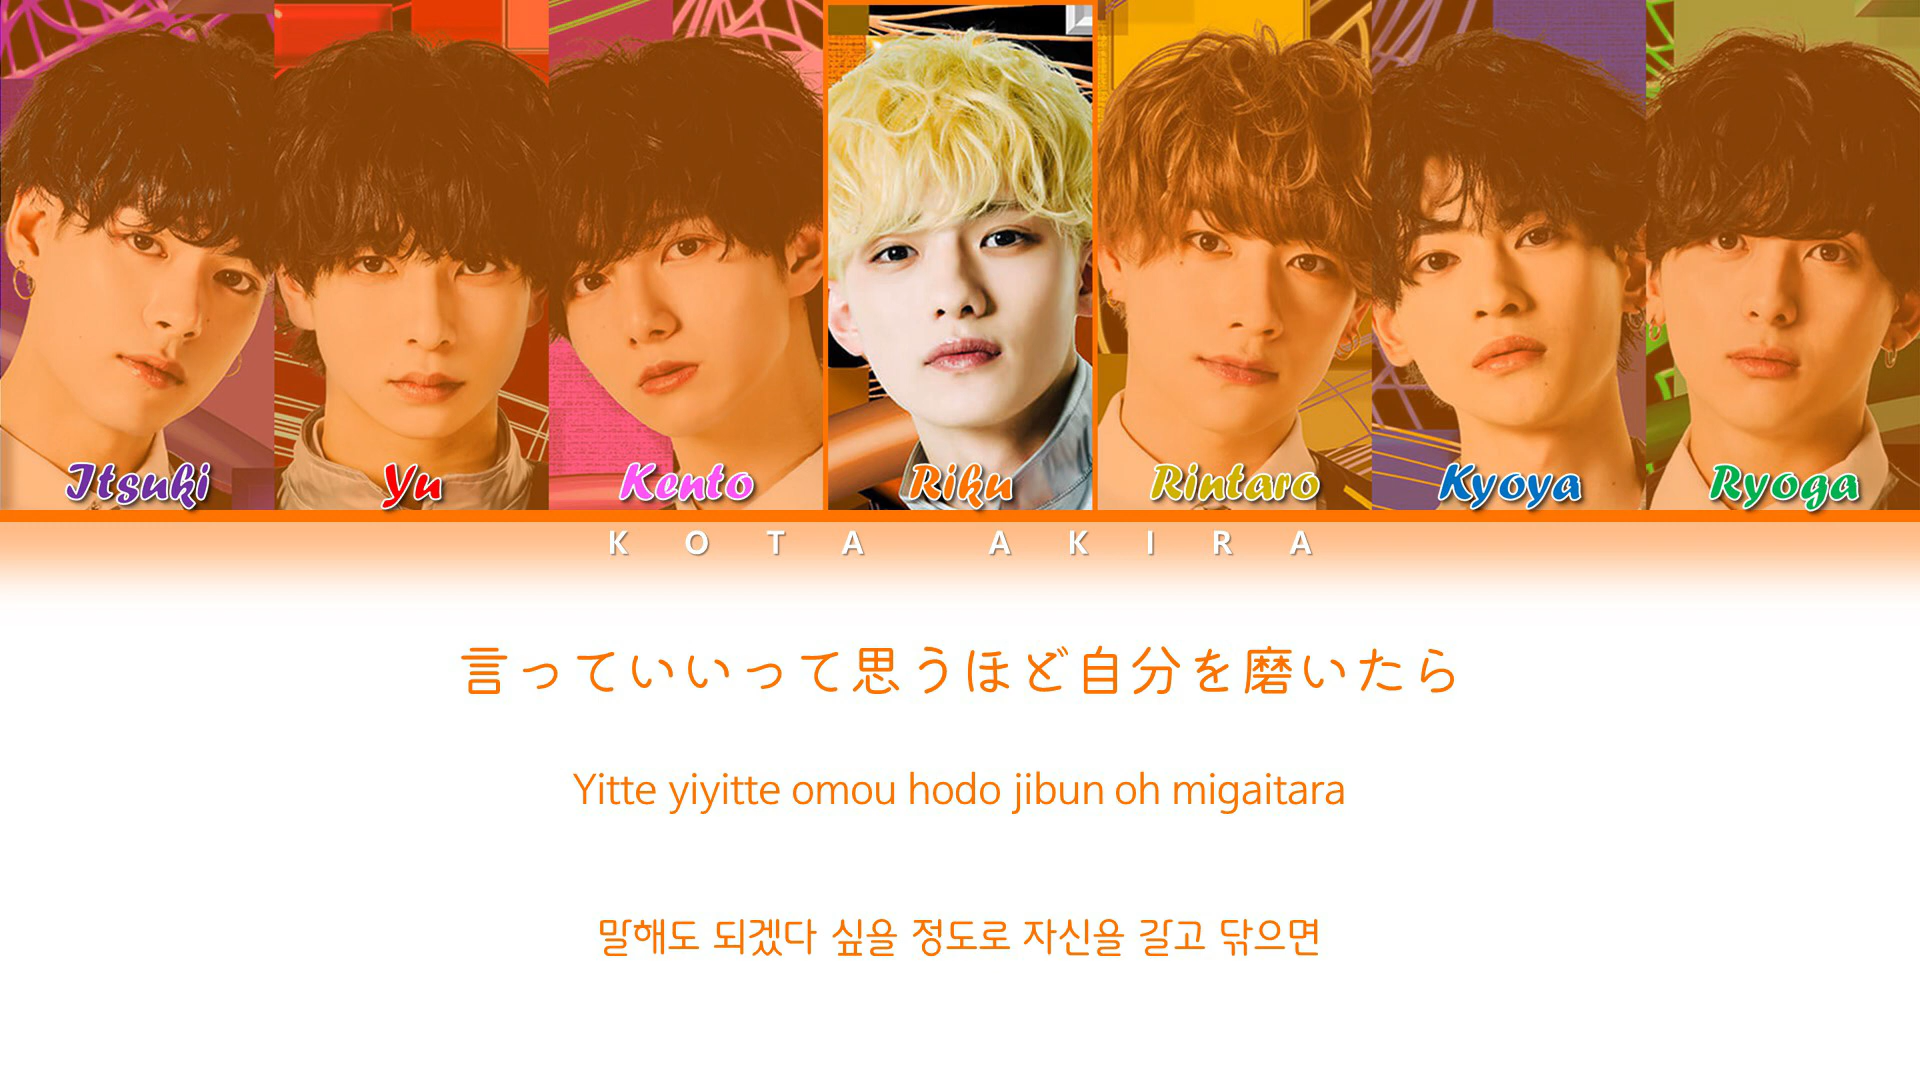 Itsuki Yu Kento Riku Rintaro Kyoya Ryoga
KOTA AKIRA
言っていいって思うほど自分を磨いたら
Yitte yiyitte omou hodo jibun oh migaitara
말해도 되겠다 싶을 정도로 자신을 갈고 닦으면